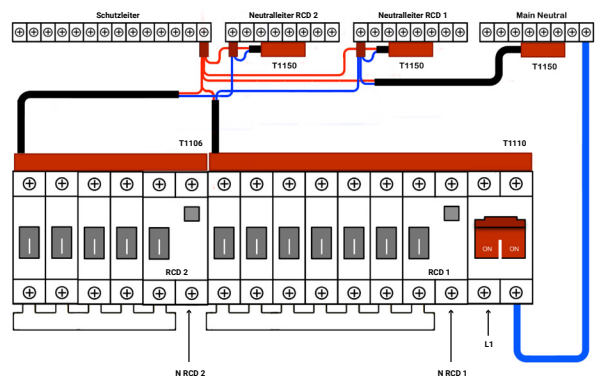 Schutzleiter
Neutralleiter RCD 2
Neutralleiter RCD 1
Main Neutral
T1150
T1150
T1150
T1106
T1110
ON
ON
RCD 2
RCD 1
L1
N RCD 2
N RCD 1